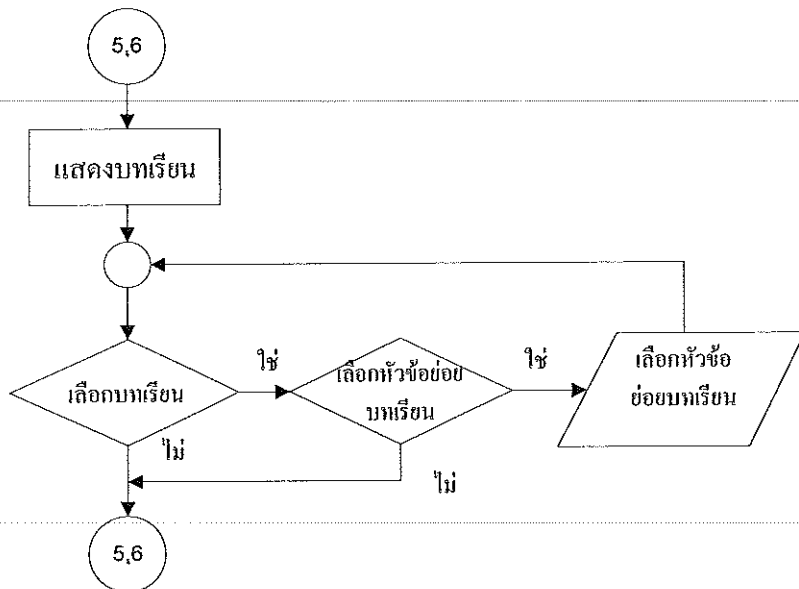 5,6
แสดงบทเรียน
เลือกบทเรียน
ใช่
เลือกหัวข้อย่อย
บทเรียน
ใช่
เลือกหัวข้อ
ย่อยบทเรียน
ไม่
ไม่
5,6